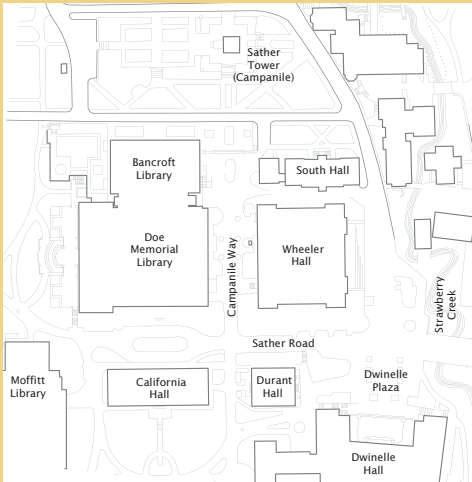 Sather
Tower
(Campanile)
Bancroft
Library
South Hall
Doe
Memorial
Library
Campanile Way
Wheeler
Hall
Strawberry
Creek
Sather Road
Moffitt
Library
California
Hall
Durant
Hall
Dwinelle
Plaza
Dwinelle
Hall